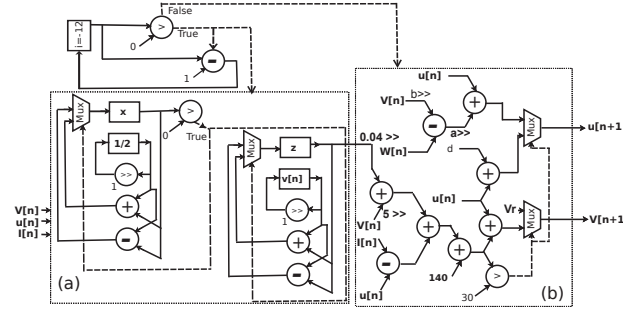 False
>
True
i=-12
0
-
1
Mux
x
>
0
True
1/2
>>
1
+
-
V[n]
u[n]
I[n]
(a)
Mux
z
v[n]
>>
1
+
-
u[n]
b>>
V[n]
+
-
a>>
W[n]
Mux
u[n+1]
0.04 >>
d
+
+
u[n]
5 >>
V[n]
+
+
Vr
Mux
V[n+1]
I[n]
-
u[n]
+
140
>
30
(b)